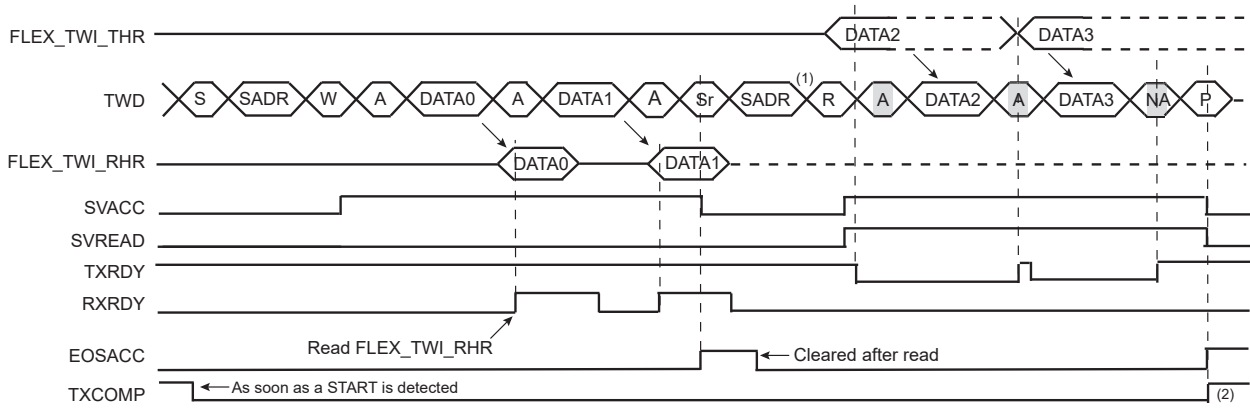 FLEX_TWI_THR DATA2 DATA3
(1)
TWD S SADR W A DATA0 A DATA1 A Sr SADR R A DATA2 A DATA3 NA P
FLEX_TWI_RHR DATA0 DATA1
SVACC
SVREAD
TXRDY
RXRDY
Read FLEX_TWI_RHR
EOSACC Cleared after read
TXCOMP As soon as a START is detected (2)